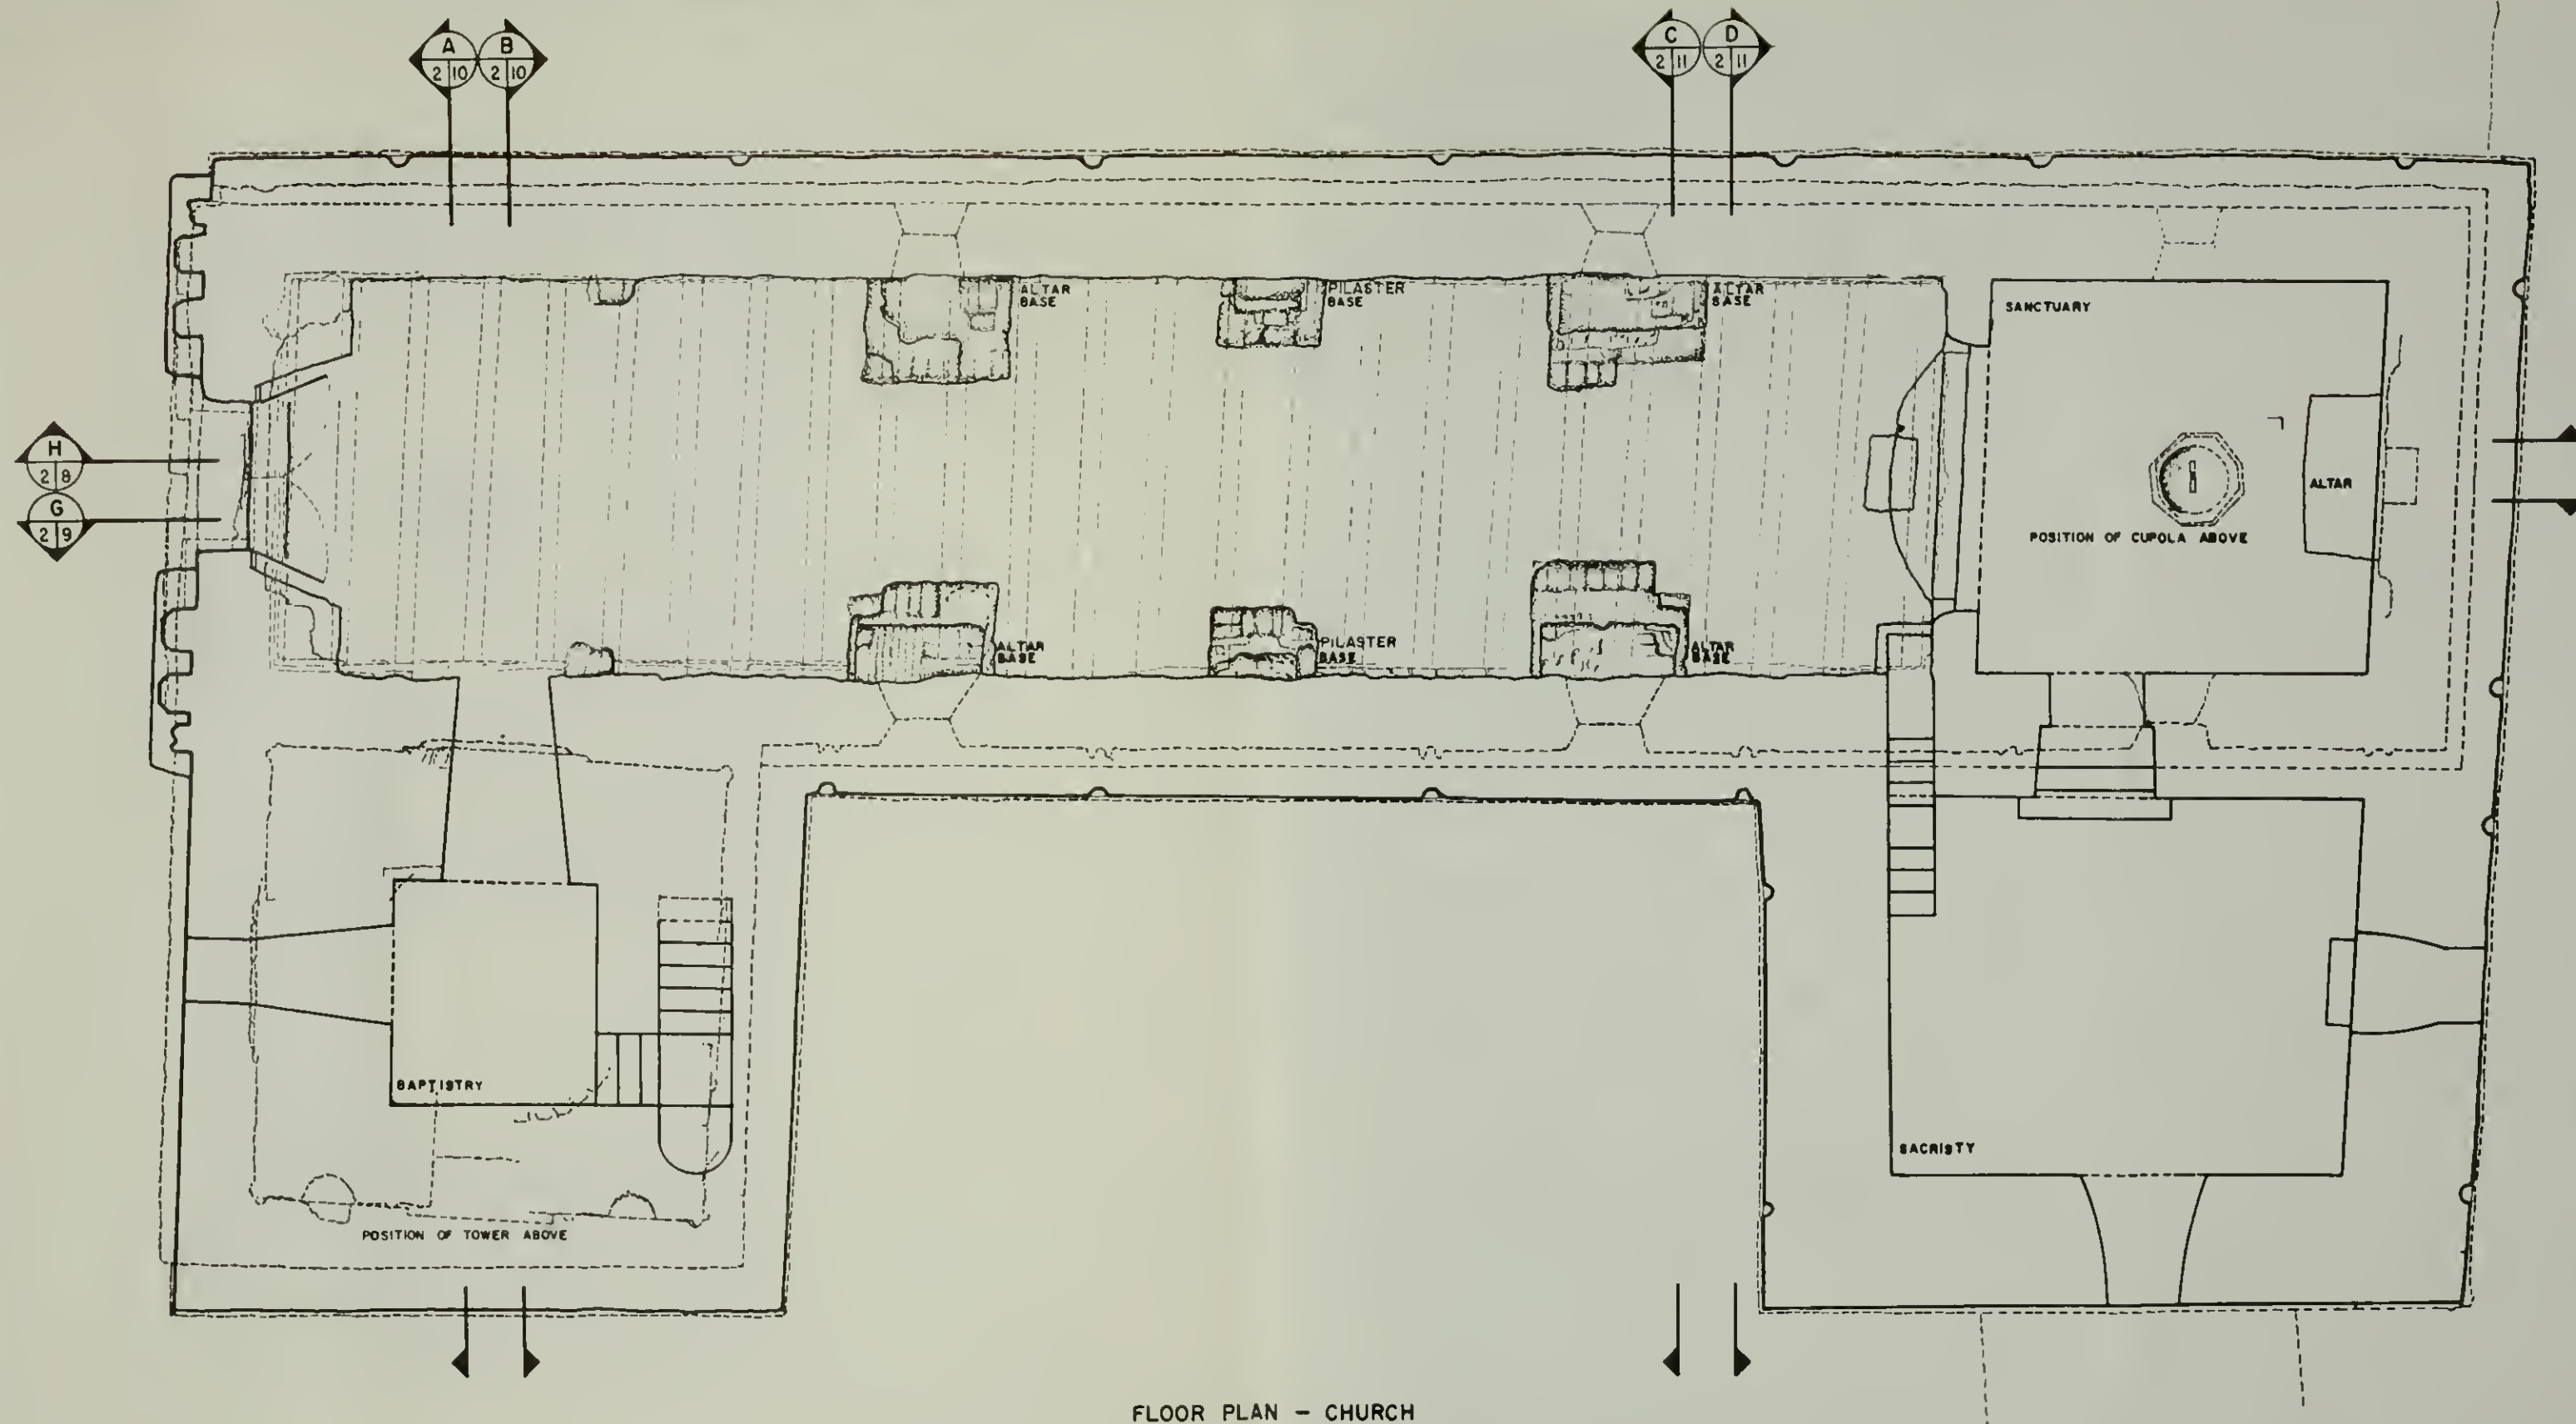 A
2 10
B
2 10
C
2 11
D
2 11
ALTAR
BASE
PILASTER
BASE
ALTAR
BASE
SANCTUARY
H
2 8
G
2 9
ALTAR
POSITION OF CUPOLA ABOVE
ALTAR
BASE
PILASTER
BASE
ALTAR
BASE
BAPTISTRY
SACRISTY
POSITION OF TOWER ABOVE
FLOOR PLAN – CHURCH